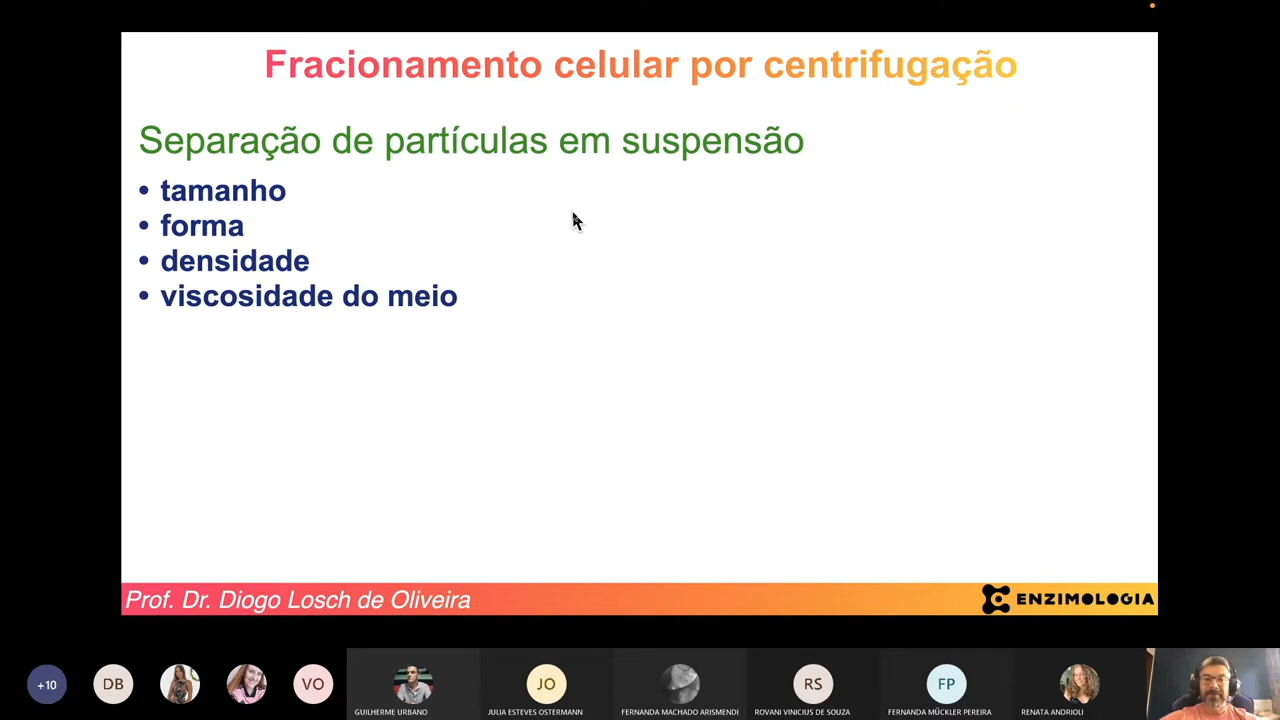 Fracionamento celular por centrifugação
Separação de partículas em suspensão
• tamanho
• forma
• densidade
• viscosidade do meio
Prof. Dr. Diogo Losch de Oliveira
ENZIMOLOGIA
+10
DB
VO
JO
RS
FP
GUILHERME URBANO
JULIA ESTEVES OSTERMANN
FERNANDA MACHADO ARISMENDI
ROVANI VINICIUS DE SOUZA
FERNANDA MÜCKLER PEREIRA
RENATA ANDRIOLI